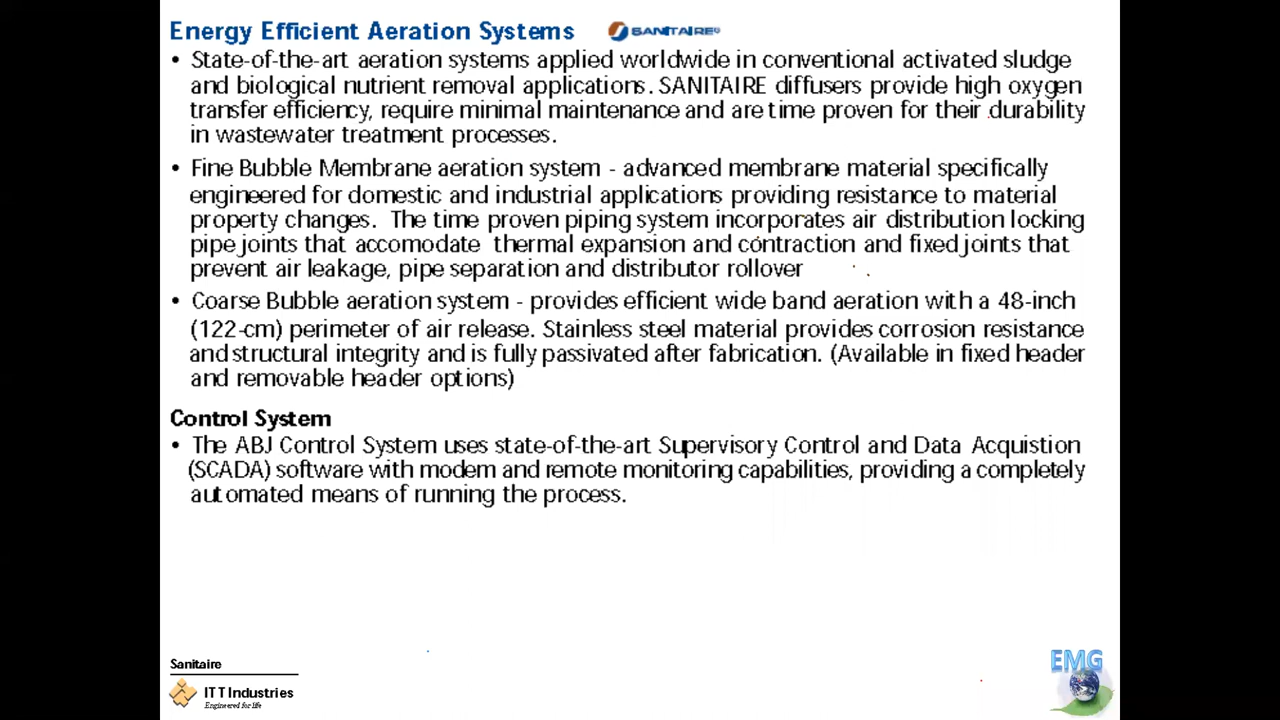 Energy Efficient Aeration Systems SANITAIRE®
• State-of-the-art aeration systems applied worldwide in conventional activated sludge
and biological nutrient removal applications. SANITAIRE diffusers provide high oxygen
transfer efficiency, require minimal maintenance and are time proven for their durability
in wastewater treatment processes.
• Fine Bubble Membrane aeration system - advanced membrane material specifically
engineered for domestic and industrial applications providing resistance to material
property changes. The time proven piping system incorporates air distribution locking
pipe joints that accomodate thermal expansion and contraction and fixed joints that
prevent air leakage, pipe separation and distributor rollover .
• Coarse Bubble aeration system - provides efficient wide band aeration with a 48-inch
(122-cm) perimeter of air release. Stainless steel material provides corrosion resistance
and structural integrity and is fully passivated after fabrication. (Available in fixed header
and removable header options)
Control System
• The ABJ Control System uses state-of-the-art Supervisory Control and Data Acquistion
(SCADA) software with modem and remote monitoring capabilities, providing a completely
automated means of running the process.
Sanitaire
ITT Industries
Engineered for life
EMG